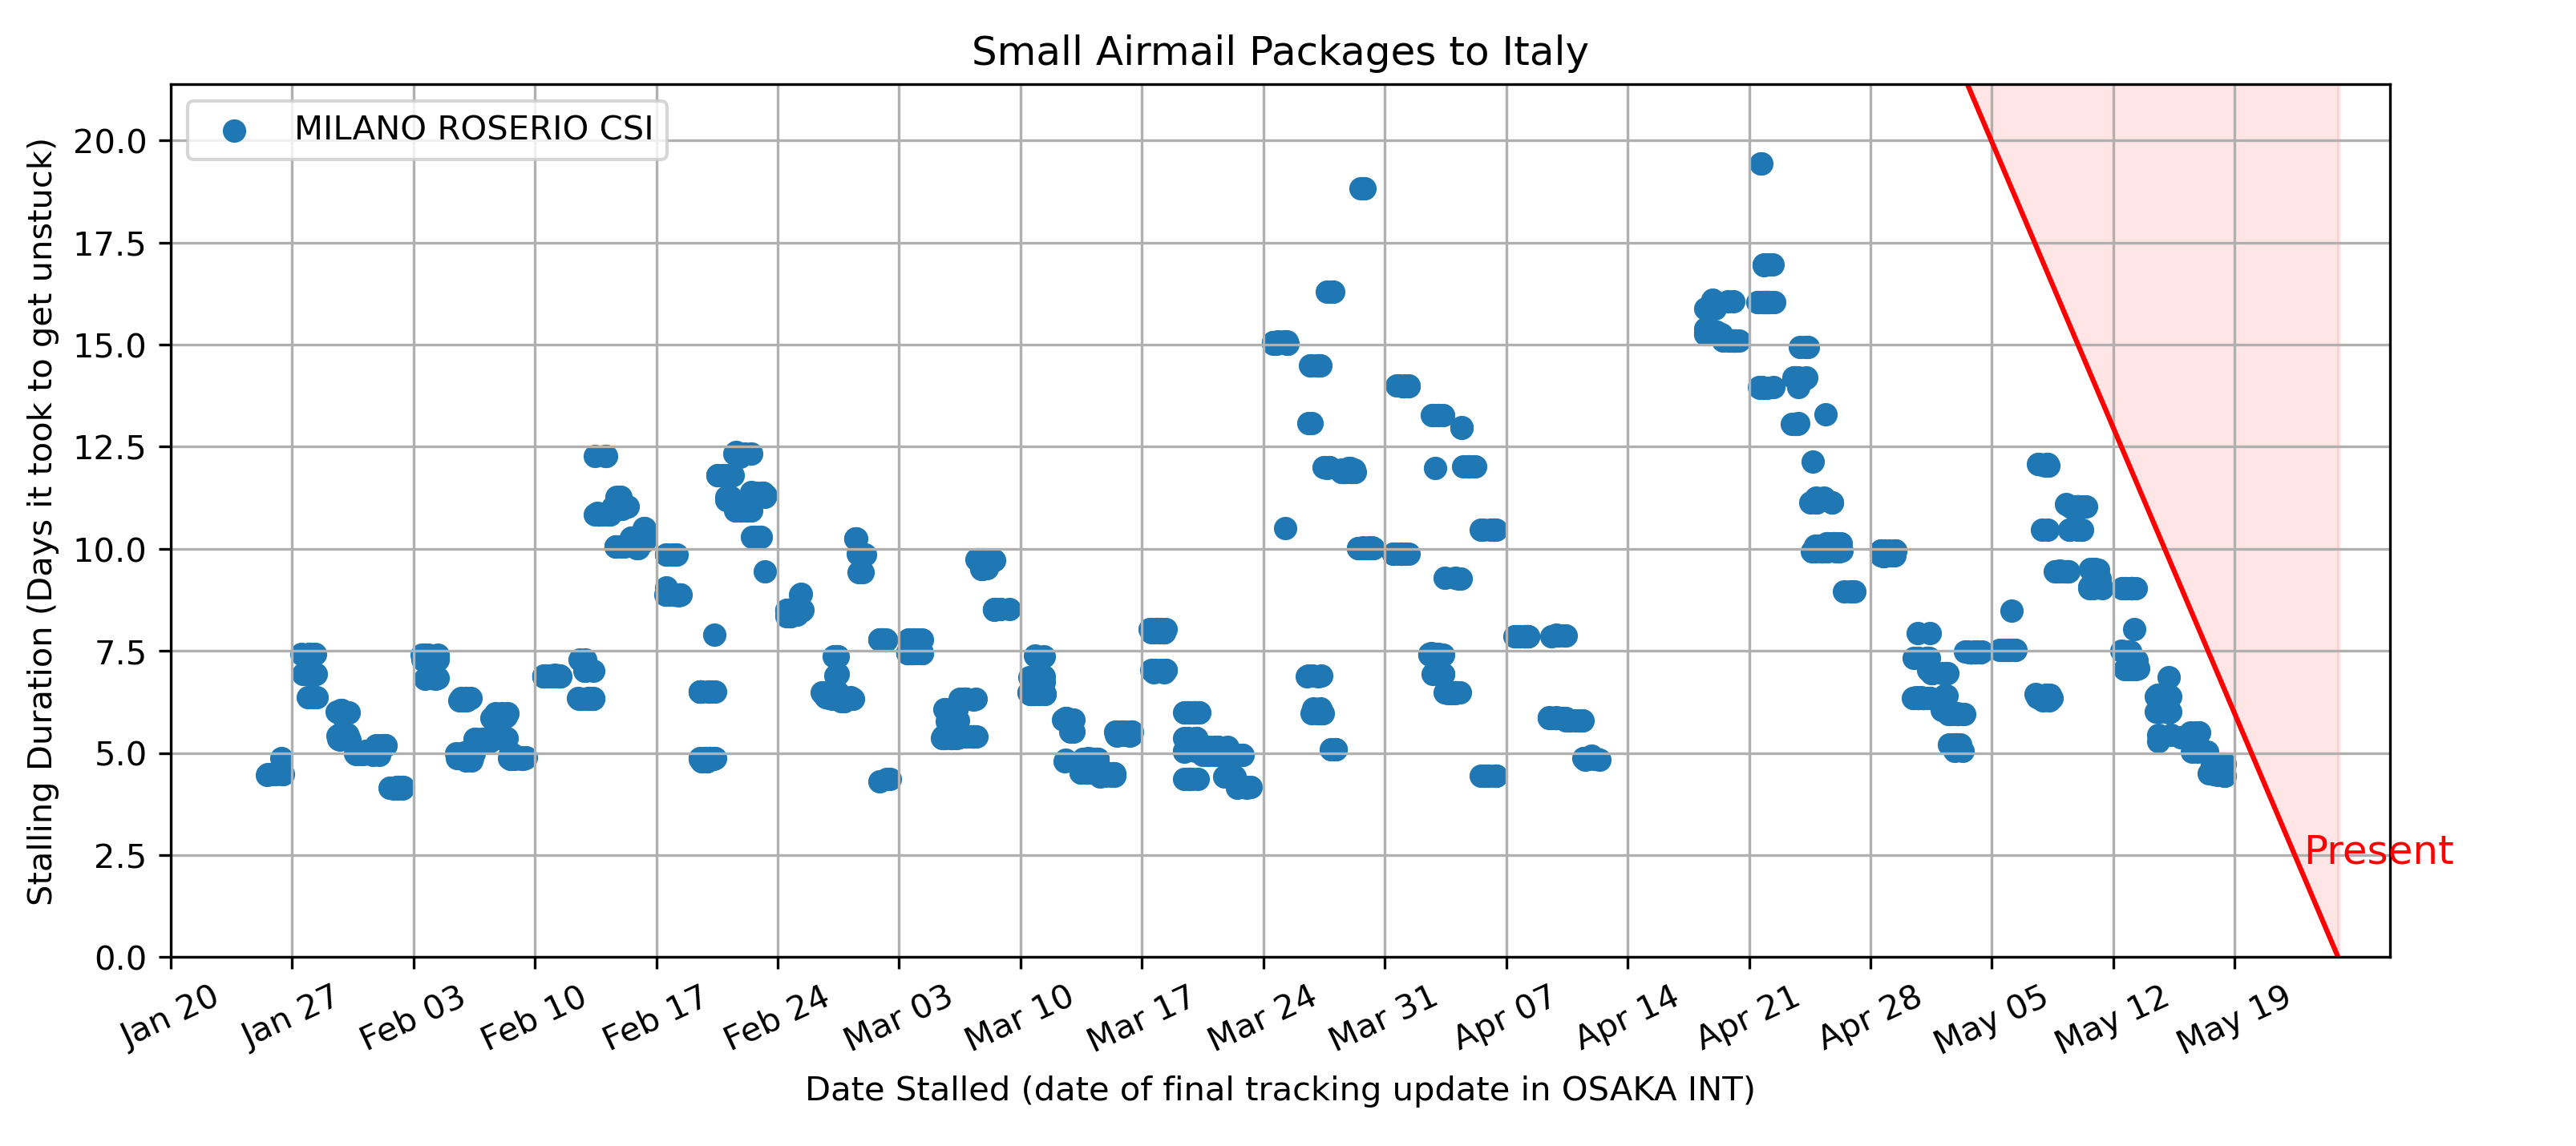 Small Airmail Packages to Italy
MILANO ROSERIO CSI
Stalling Duration (Days it took to get unstuck)
20.0
17.5
15.0
12.5
10.0
7.5
5.0
2.5
0.0
Present
Jan 20 Jan 27 Feb 03 Feb 10 Feb 17 Feb 24 Mar 03 Mar 10 Mar 17 Mar 24 Mar 31 Apr 07 Apr 14 Apr 21 Apr 28 May 05 May 12 May 19
Date Stalled (date of final tracking update in OSAKA INT)